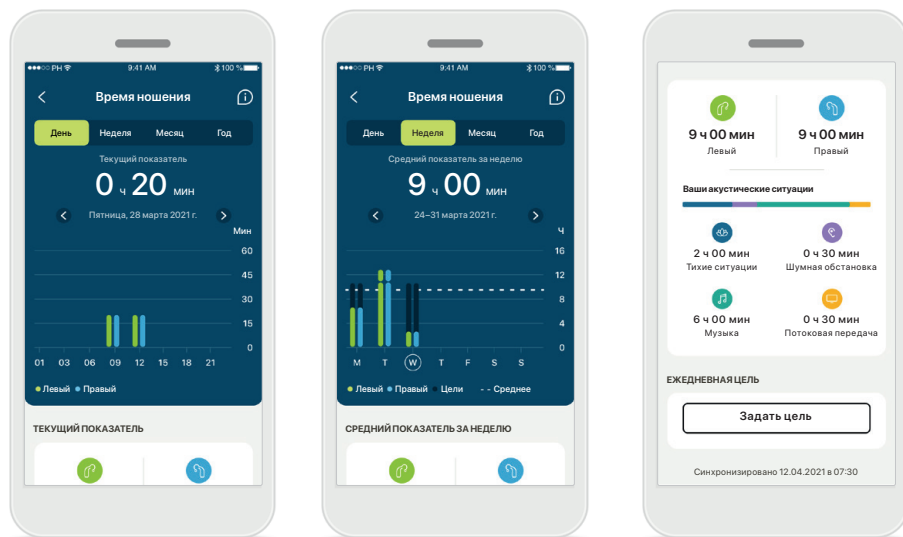 PH 9:41 AM 100 %
Время ношения
День Неделя Месяц Год
Текущий показатель
0 ч 20 мин
Пятница, 28 марта 2021 г.
Мин
60
45
30
15
0
01 03 06 09 12 15 18 21
Левый Правый
ТЕКУЩИЙ ПОКАЗАТЕЛЬ
PH 9:41 AM 100 %
Время ношения
День Неделя Месяц Год
Средний показатель за неделю
9 ч 00 мин
24–31 марта 2021 г.
Ч
16
12
8
4
0
M T W T F S S
Левый Правый Цели - - Среднее
СРЕДНИЙ ПОКАЗАТЕЛЬ ЗА НЕДЕЛЮ
9 ч 00 мин 9 ч 00 мин
Левый Правый
Ваши акустические ситуации
2 ч 00 мин 0 ч 30 мин
Тихие ситуации Шумная обстановка
6 ч 00 мин 0 ч 30 мин
Музыка Потоковая передача
ЕЖЕДНЕВНАЯ ЦЕЛЬ
Задать цель
Синхронизировано 12.04.2021 в 07:30